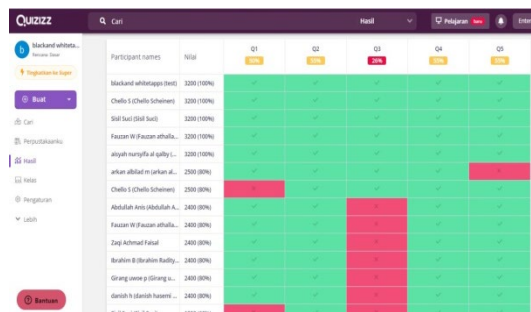 QUIZIZZ
Cari
Hasil
Pelajaran
Enter
b
blackand whiteta...
Tingkatkan ke Super
Buat
Cari
Perpustakaanku
Hasil
Kelas
Pengaturan
Lebih
Bantuan
Participant names Nilai Q1 Q2 Q3 Q4 Q5
20%
blackand whitetapps (test) 3200 (100%)
Chello S (Chello Scheinen) 3200 (100%)
Sisil Suci (Sisil Suci) 3200 (100%)
Fauzan W (Fauzan athalla... 3200 (100%)
aisyah nursyifa al qalby (... 3200 (100%)
arkan albilad m (arkan al... 2500 (80%)
Chello S (Chello Scheinen) 2500 (80%)
Abdullah Anis (Abdullah A... 2400 (80%)
Fauzan W (Fauzan athalla... 2400 (80%)
Zaqi Achmad Faisal 2400 (80%)
Ibrahim B (Ibrahim Radity... 2400 (80%)
Girang uwse p (Girang u... 2400 (80%)
danish h (danish hasemi ... 2400 (80%)